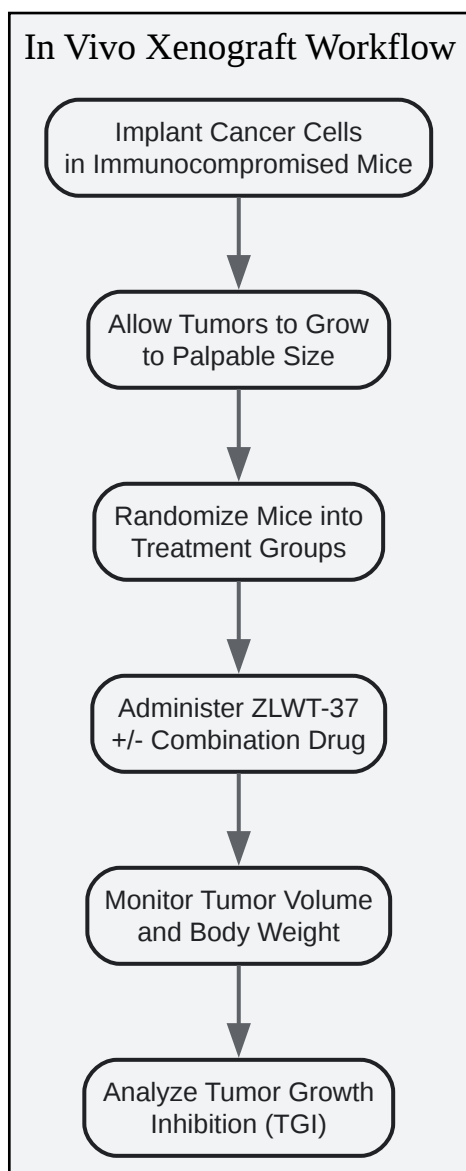 In Vivo Xenograft Workflow
Implant Cancer Cells
in Immunocompromised Mice
Allow Tumors to Grow
to Palpable Size
Randomize Mice into
Treatment Groups
Administer ZLWT-37
+/- Combination Drug
Monitor Tumor Volume
and Body Weight
Analyze Tumor Growth
Inhibition (TGI)